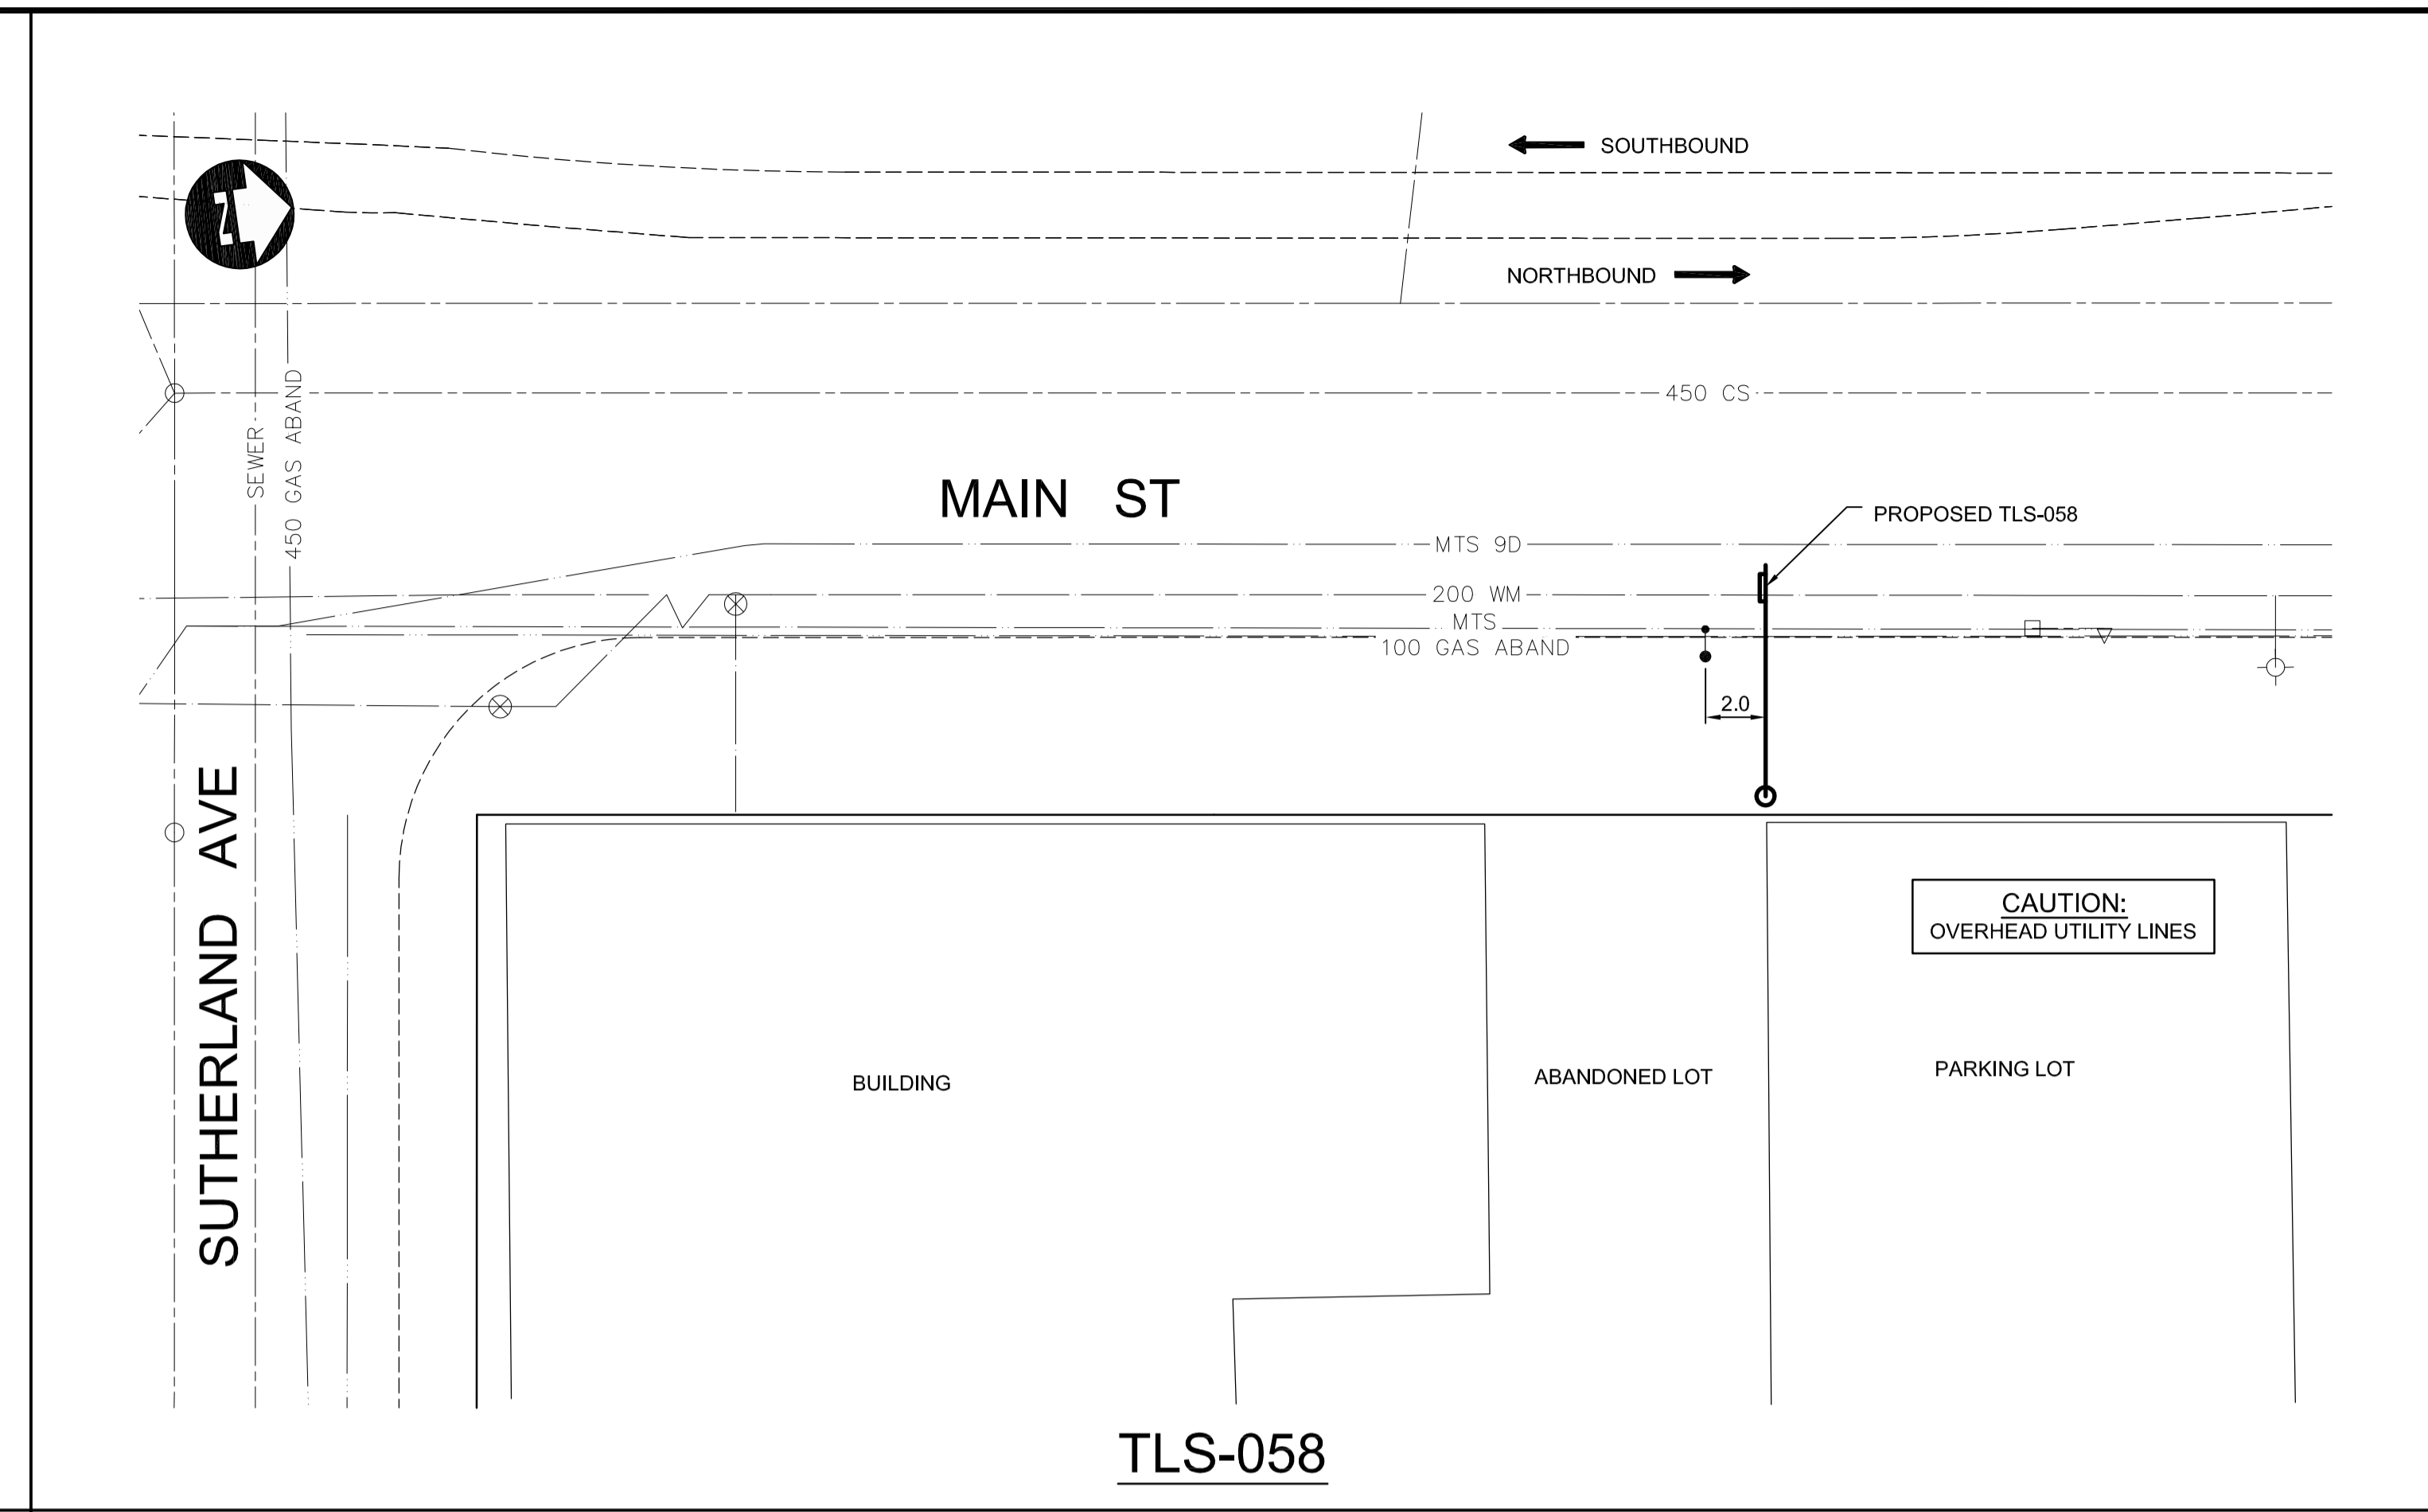 SOUTHBOUND
N
NORTHBOUND
450 CS
SEWER
450 GAS ABAND
MAIN ST
PROPOSED TLS-058
MTS 9D
200 WM
MTS
100 GAS ABAND
2.0
SUTHERLAND AVE
CAUTION:
OVERHEAD UTILITY LINES
BUILDING
ABANDONED LOT
PARKING LOT
TLS-058